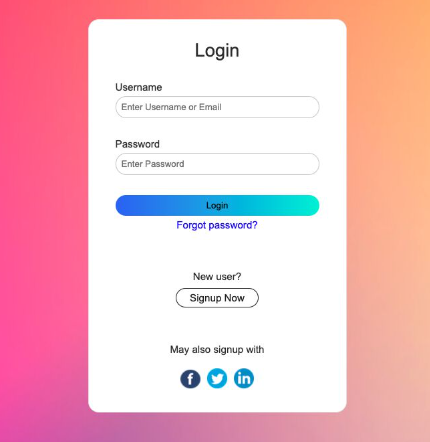 Login
Username
Enter Username or Email
Password
Enter Password
Login
Forgot password?
New user?
Signup Now
May also signup with
f in